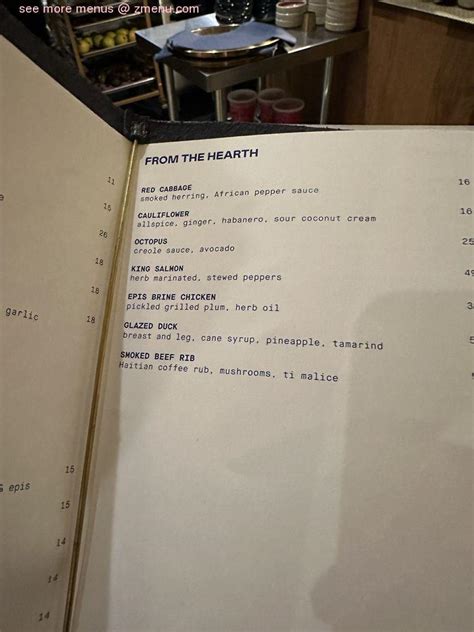 see more menus @ zmenu.com
11
15
26
18
18
garlic
18
15
epis
15
14
14
14
FROM THE HEARTH
RED CABBAGE 16
smoked herring, African pepper sauce
CAULIFLOWER 16
allspice, ginger, habanero, sour coconut cream
OCTOPUS 25
creole sauce, avocado
KING SALMON
herb marinated, stewed peppers
EPIS BRINE CHICKEN
pickled grilled plum, herb oil
GLAZED DUCK
breast and leg, cane syrup, pineapple, tamarind
SMOKED BEEF RIB
Haitian coffee rub, mushrooms, ti malice